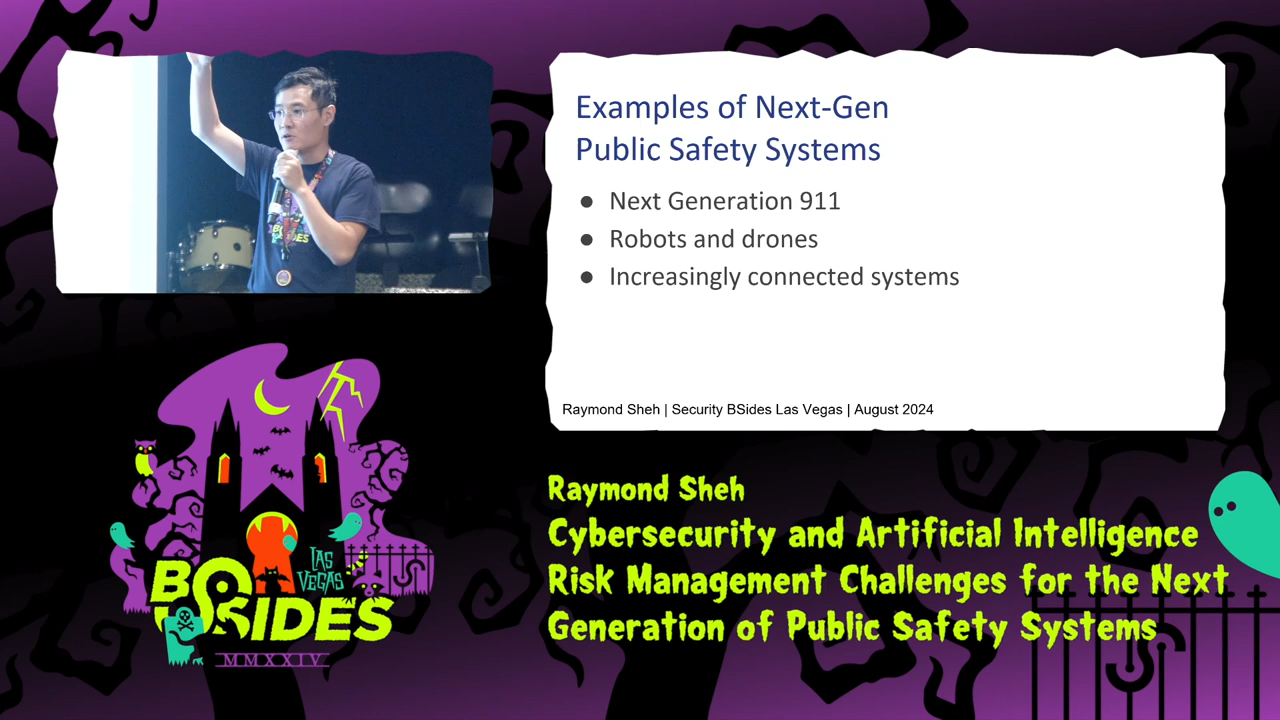 Examples of Next-Gen
Public Safety Systems
● Next Generation 911
● Robots and drones
● Increasingly connected systems
Raymond Sheh | Security BSides Las Vegas | August 2024
Raymond Sheh
Cybersecurity and Artificial Intelligence
Risk Management Challenges for the Next
Generation of Public Safety Systems
LAS
VEGAS
BSIDES
MMXXIV